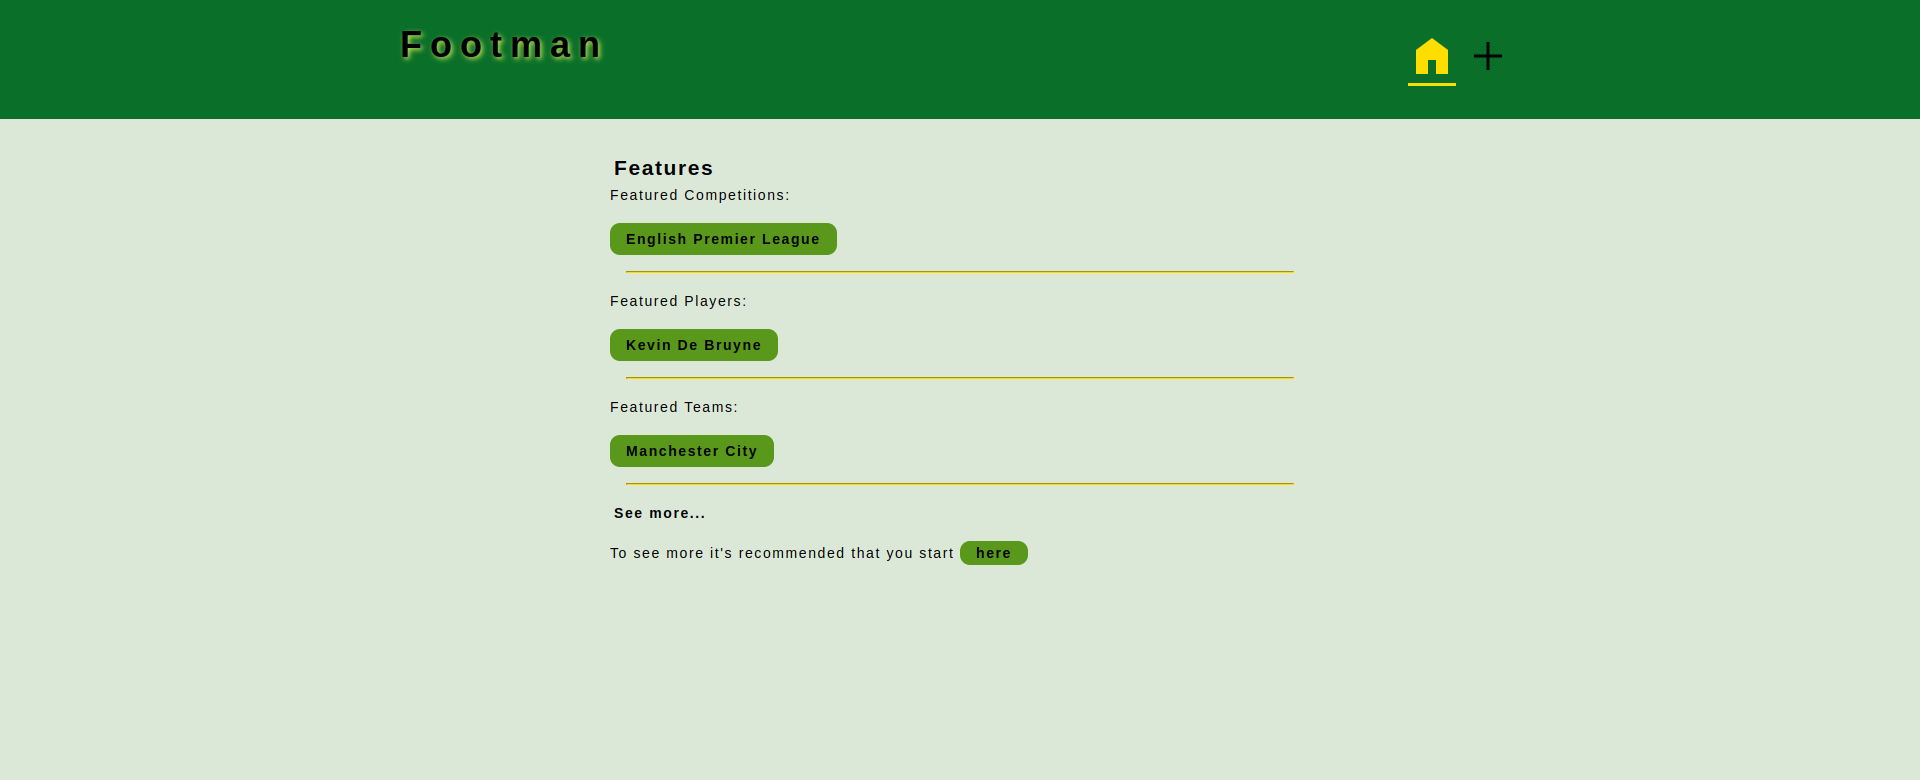 Footman
Features
Featured Competitions:
English Premier League
Featured Players:
Kevin De Bruyne
Featured Teams:
Manchester City
See more...
To see more it's recommended that you start here